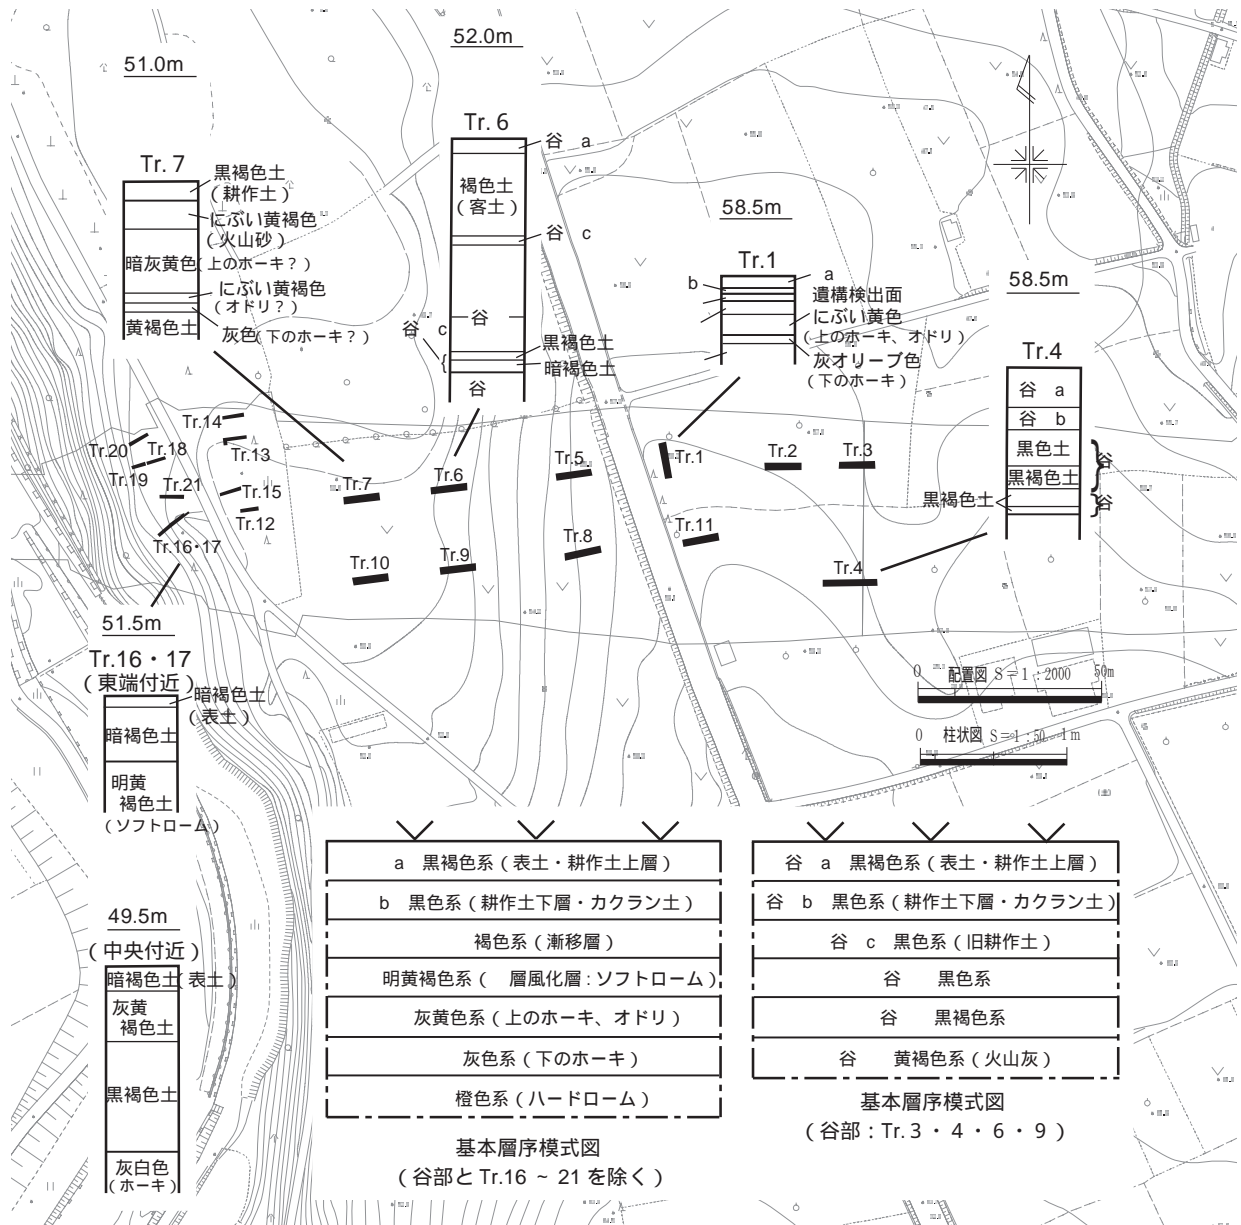 52.0m
51.0m
Tr. 6
谷 a
褐色土
(客土)
谷 c
谷
谷 c
{
黒褐色土
暗褐色土
谷
Tr. 7
黒褐色土
(耕作土)
にぶい黄褐色
(火山砂)
暗灰黄色(上のホーキ?)
にぶい黄褐色
(オドリ?)
灰色(下のホーキ?)
黄褐色土
58.5m
Tr.1
a
b
遺構検出面
にぶい黄色
(上のホーキ、オドリ)
灰オリーブ色
(下のホーキ)
58.5m
Tr.4
谷 a
谷 b
黒色土
黒褐色土
}谷
黒褐色土
}谷
Tr.14
Tr.13
Tr.20
Tr.18
Tr.19
Tr.21
Tr.15
Tr.12
Tr.16・17
Tr.7
Tr.6
Tr.5
Tr.1
Tr.2
Tr.3
Tr.10
Tr.9
Tr.8
Tr.11
Tr.4
51.5m
Tr.16・17
(東端付近)
暗褐色土
(表土)
暗褐色土
明黄
褐色土
(ソフトローム)
49.5m
(中央付近)
暗褐色土(表土)
灰黄
褐色土
黒褐色土
灰白色
(ホーキ)
0 配置図 S=1:2000 50m
0 柱状図 S=1:50 1m
a 黒褐色系(表土・耕作土上層)
b 黒色系(耕作土下層・カクラン土)
褐色系(漸移層)
明黄褐色系( 層風化層:ソフトローム)
灰黄色系(上のホーキ、オドリ)
灰色系(下のホーキ)
橙色系(ハードローム)
基本層序模式図
(谷部とTr.16 ~ 21を除く)
谷 a 黒褐色系(表土・耕作土上層)
谷 b 黒色系(耕作土下層・カクラン土)
谷 c 黒色系(旧耕作土)
谷 黒色系
谷 黒褐色系
谷 黄褐色系(火山灰)
基本層序模式図
(谷部:Tr.3・4・6・9)